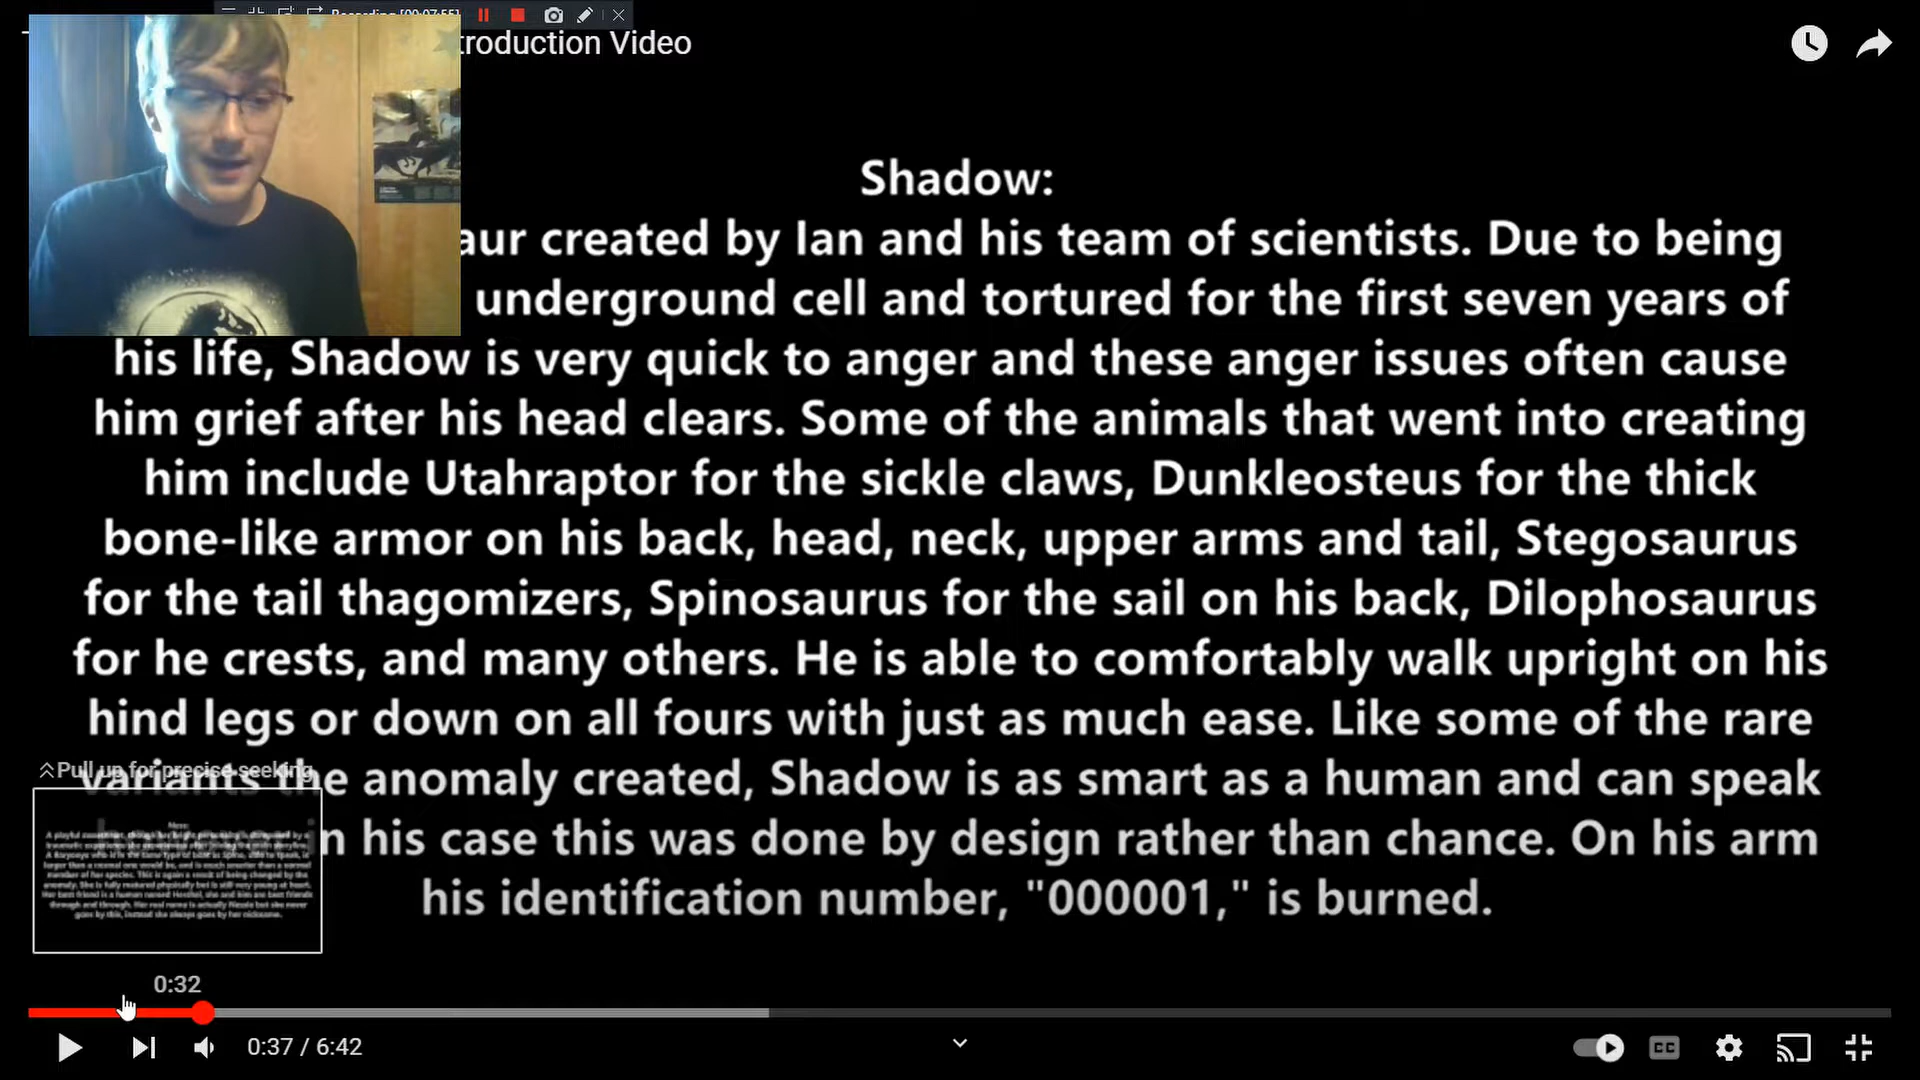 Recording [00:07:55]
troduction Video
Shadow:
aur created by Ian and his team of scientists. Due to being
underground cell and tortured for the first seven years of
his life, Shadow is very quick to anger and these anger issues often cause
him grief after his head clears. Some of the animals that went into creating
him include Utahraptor for the sickle claws, Dunkleosteus for the thick
bone-like armor on his back, head, neck, upper arms and tail, Stegosaurus
for the tail thagomizers, Spinosaurus for the sail on his back, Dilophosaurus
for he crests, and many others. He is able to comfortably walk upright on his
hind legs or down on all fours with just as much ease. Like some of the rare
Pull up for precise seeking
variants the anomaly created, Shadow is as smart as a human and can speak
n his case this was done by design rather than chance. On his arm
his identification number, "000001," is burned.
0:32
0:37 / 6:42
CC